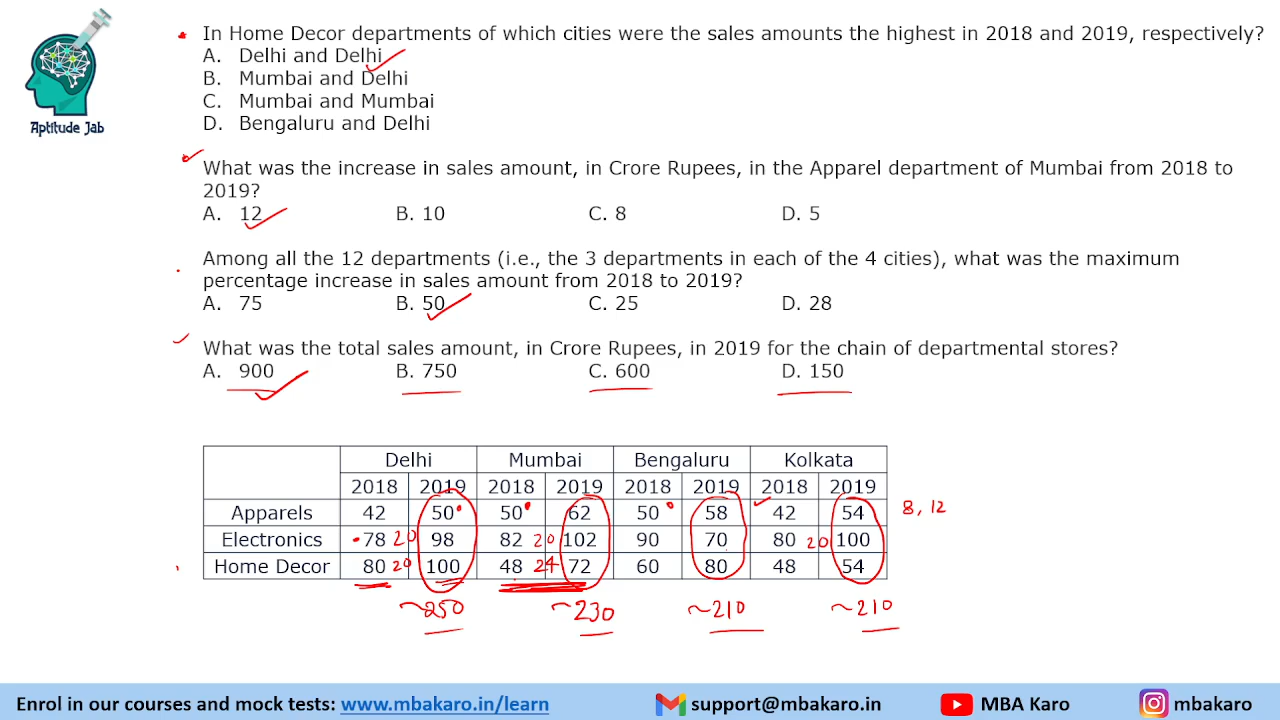 In Home Decor departments of which cities were the sales amounts the highest in 2018 and 2019, respectively?
A. Delhi and Delhi
B. Mumbai and Delhi
C. Mumbai and Mumbai
D. Bengaluru and Delhi
Aptitude Jab
What was the increase in sales amount, in Crore Rupees, in the Apparel department of Mumbai from 2018 to
2019?
A. 12 B. 10 C. 8 D. 5
Among all the 12 departments (i.e., the 3 departments in each of the 4 cities), what was the maximum
percentage increase in sales amount from 2018 to 2019?
A. 75 B. 50 C. 25 D. 28
What was the total sales amount, in Crore Rupees, in 2019 for the chain of departmental stores?
A. 900 B. 750 C. 600 D. 150
Delhi Mumbai Bengaluru Kolkata
2018 2019 2018 2019 2018 2019 2018 2019
Apparels 42 50 50 62 50 58 42 54 8, 12
Electronics 78 20 98 82 20 102 90 70 80 20 100
Home Decor 80 20 100 48 24 72 60 80 48 54
~250 ~230 ~210 ~210
Enrol in our courses and mock tests: www.mbakaro.in/learn support@mbakaro.in MBA Karo mbakaro